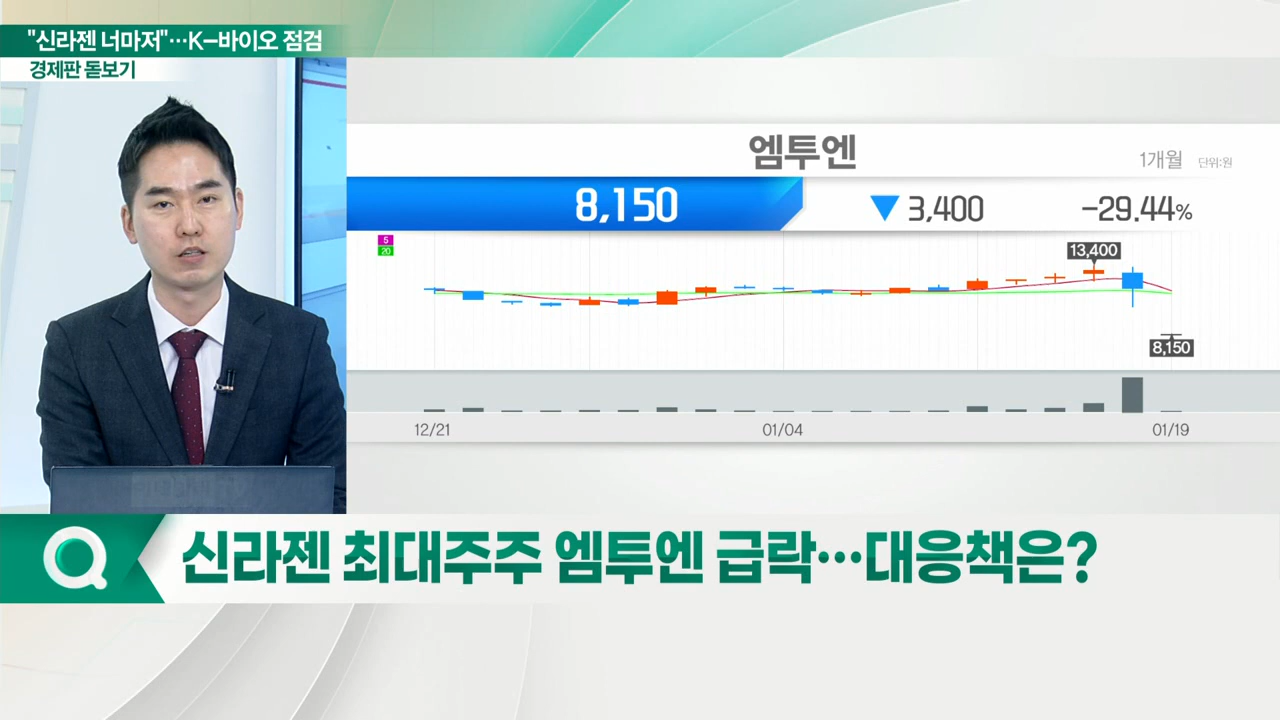 "신라젠 너마저"…K–바이오 점검
경제판 돋보기
엠투엔
1개월 단위:원
8,150 ▼ 3,400 -29.44%
5
20
13,400
8,150
12/21 01/04 01/19
신라젠 최대주주 엠투엔 급락…대응책은?